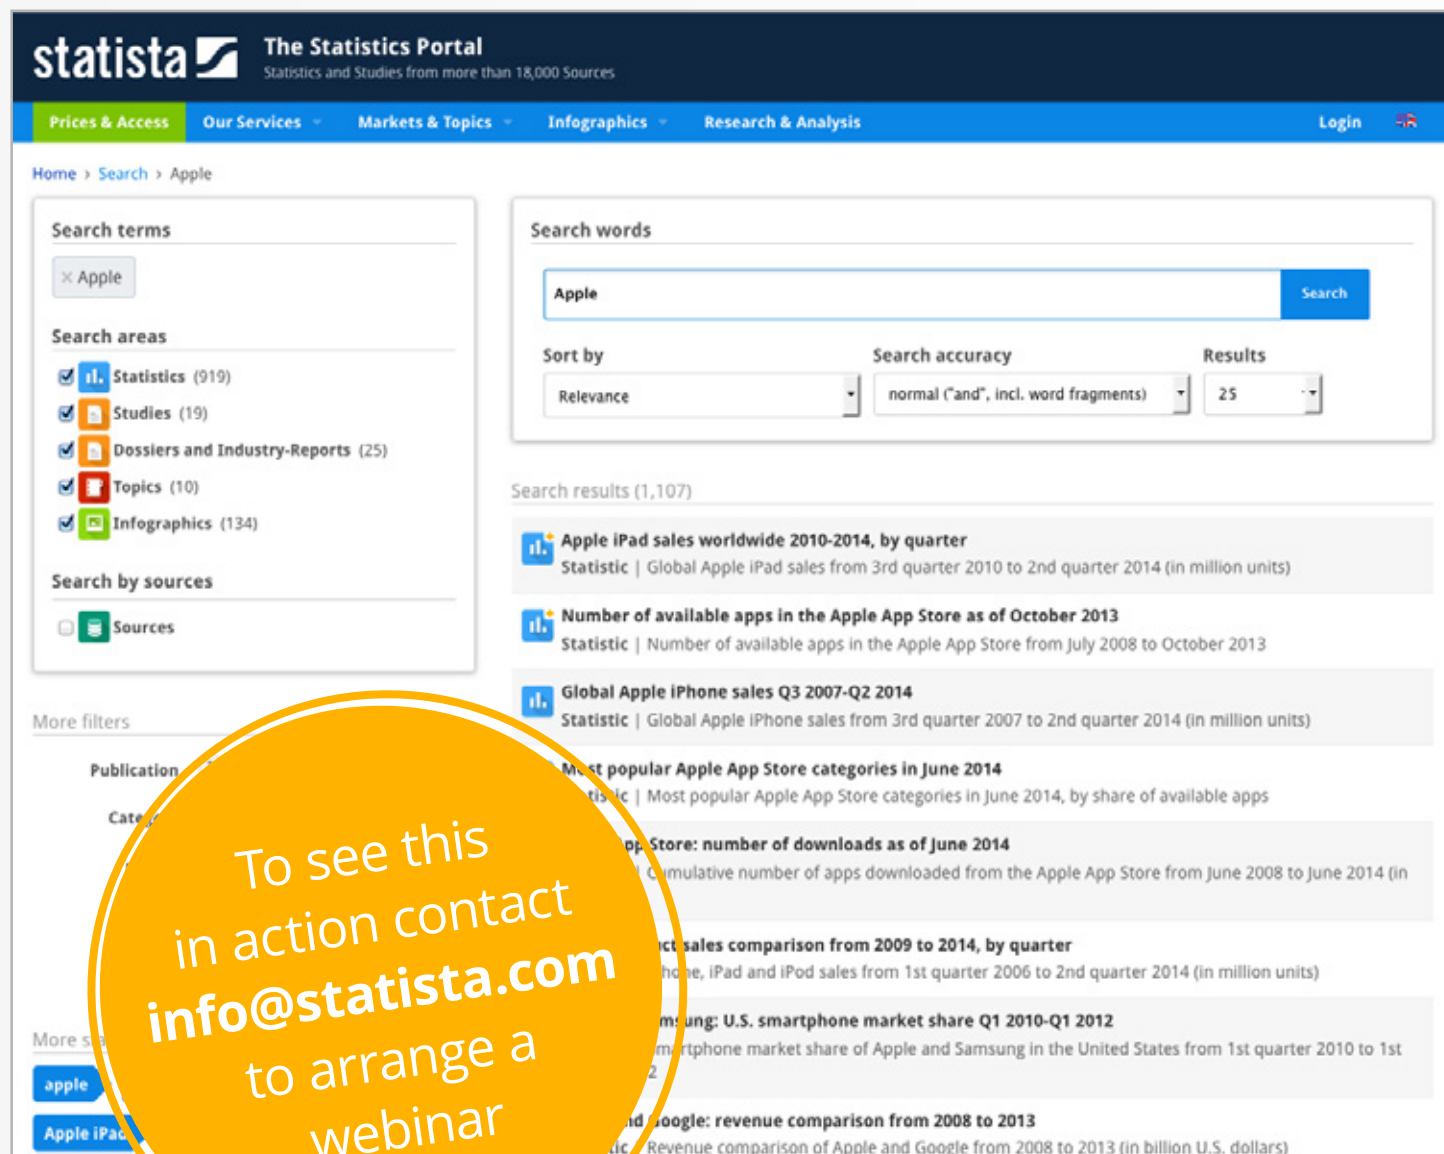 statista
The Statistics Portal
Statistics and Studies from more than 18,000 Sources
Prices & Access Our Services Markets & Topics Infographics Research & Analysis Login
Home › Search › Apple
Search terms
× Apple
Search areas
Statistics (919)
Studies (19)
Dossiers and Industry-Reports (25)
Topics (10)
Infographics (134)
Search by sources
Sources
More filters
Publication
More
apple
Apple iPad
Search words
Apple Search
Sort by Search accuracy Results
Relevance normal ("and", incl. word fragments) 25
Search results (1,107)
Apple iPad sales worldwide 2010-2014, by quarter
Statistic | Global Apple iPad sales from 3rd quarter 2010 to 2nd quarter 2014 (in million units)
Number of available apps in the Apple App Store as of October 2013
Statistic | Number of available apps in the Apple App Store from July 2008 to October 2013
Global Apple iPhone sales Q3 2007-Q2 2014
Statistic | Global Apple iPhone sales from 3rd quarter 2007 to 2nd quarter 2014 (in million units)
Most popular Apple App Store categories in June 2014
| Most popular Apple App Store categories in June 2014, by share of available apps
Store: number of downloads as of June 2014
| Cumulative number of apps downloaded from the Apple App Store from June 2008 to June 2014 (in
sales comparison from 2009 to 2014, by quarter
iPad and iPod sales from 1st quarter 2006 to 2nd quarter 2014 (in million units)
U.S. smartphone market share Q1 2010-Q1 2012
market share of Apple and Samsung in the United States from 1st quarter 2010 to 1st
Google: revenue comparison from 2008 to 2013
Revenue comparison of Apple and Google from 2008 to 2013 (in billion U.S. dollars)
To see this
in action contact
info@statista.com
to arrange a
webinar